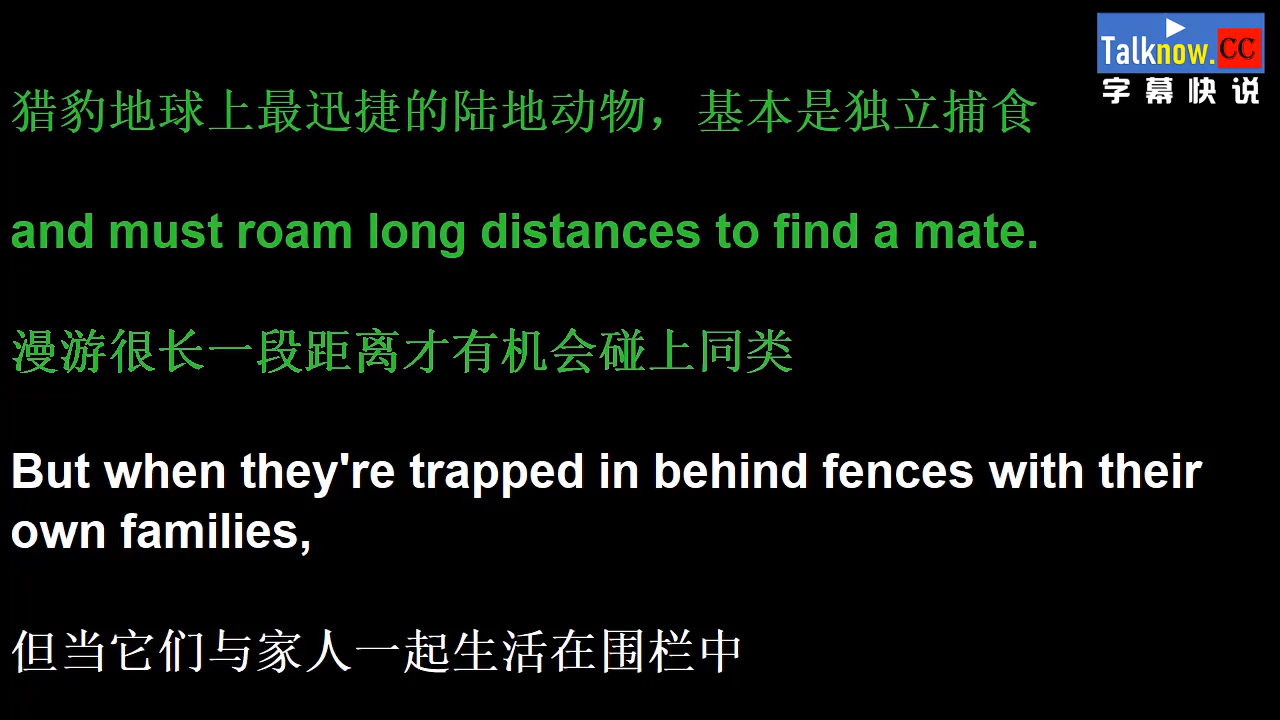 Talknow.CC
字幕快说
猎豹地球上最迅捷的陆地动物，基本是独立捕食
and must roam long distances to find a mate.
漫游很长一段距离才有机会碰上同类
But when they're trapped in behind fences with their
own families,
但当它们与家人一起生活在围栏中